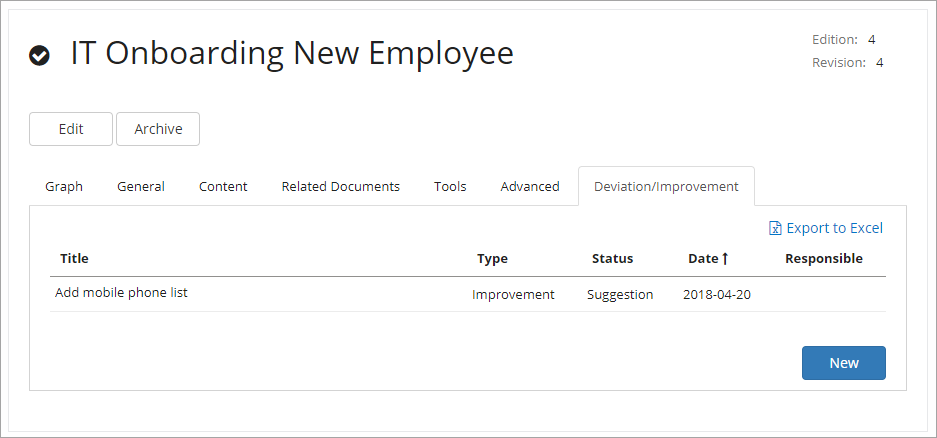 IT Onboarding New Employee
Edition: 4
Revision: 4
Edit Archive
Graph General Content Related Documents Tools Advanced Deviation/Improvement
Export to Excel
Title Type Status Date Responsible
Add mobile phone list Improvement Suggestion 2018-04-20
New